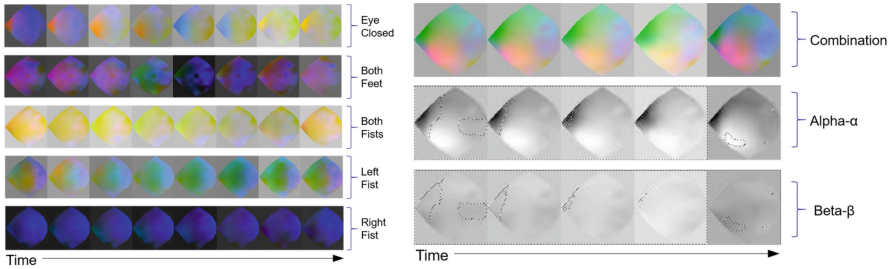 Eye
Closed
Both
Feet
Both
Fists
Left
Fist
Right
Fist
Time
Combination
Alpha-α
Beta-β
Time